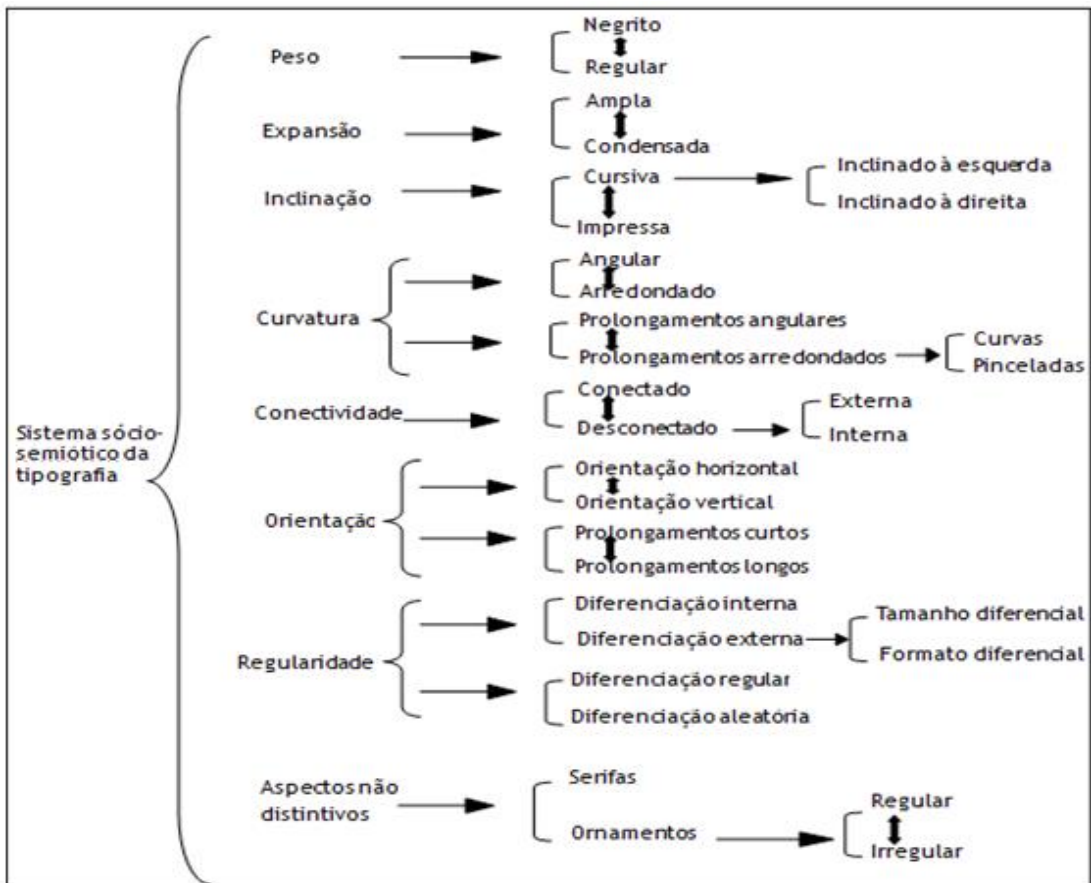 Sistema sócio-
semiótico da
tipografia
Peso
Negrito
Regular
Expansão
Ampla
Condensada
Inclinação
Cursiva
Impressa
Inclinado à esquerda
Inclinado à direita
Curvatura
Angular
Arredondado
Prolongamentos angulares
Prolongamentos arredondados
Curvas
Pinceladas
Conectividade
Conectado
Desconectado
Externa
Interna
Orientação
Orientação horizontal
Orientação vertical
Prolongamentos curtos
Prolongamentos longos
Regularidade
Diferenciação interna
Diferenciação externa
Tamanho diferencial
Formato diferencial
Diferenciação regular
Diferenciação aleatória
Aspectos não
distintivos
Serifas
Ornamentos
Regular
Irregular